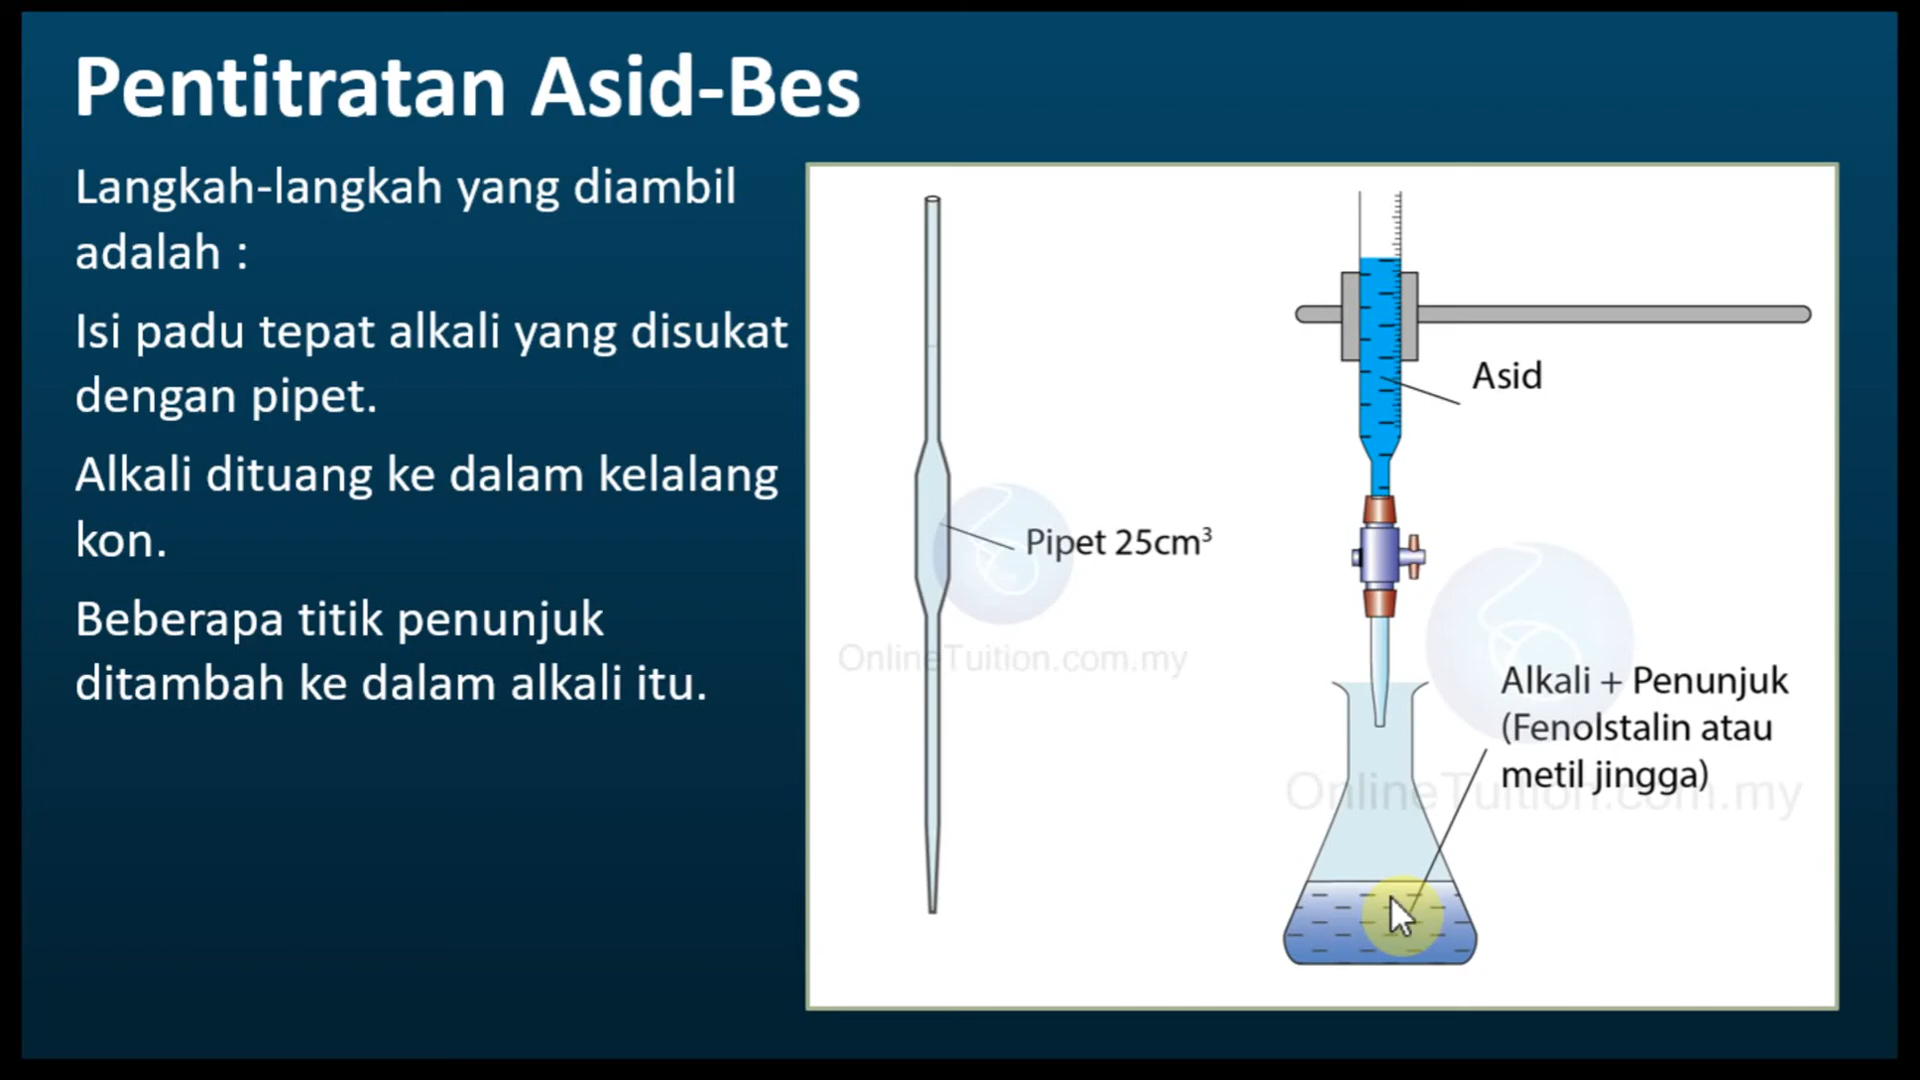 Pentitratan Asid-Bes
Langkah-langkah yang diambil
adalah :
Isi padu tepat alkali yang disukat
dengan pipet.
Alkali dituang ke dalam kelalang
kon.
Beberapa titik penunjuk
ditambah ke dalam alkali itu.
Asid
Pipet 25cm³
OnlineTuition.com.my
Alkali + Penunjuk
(Fenolstalin atau
metil jingga)
OnlineTuition.com.my